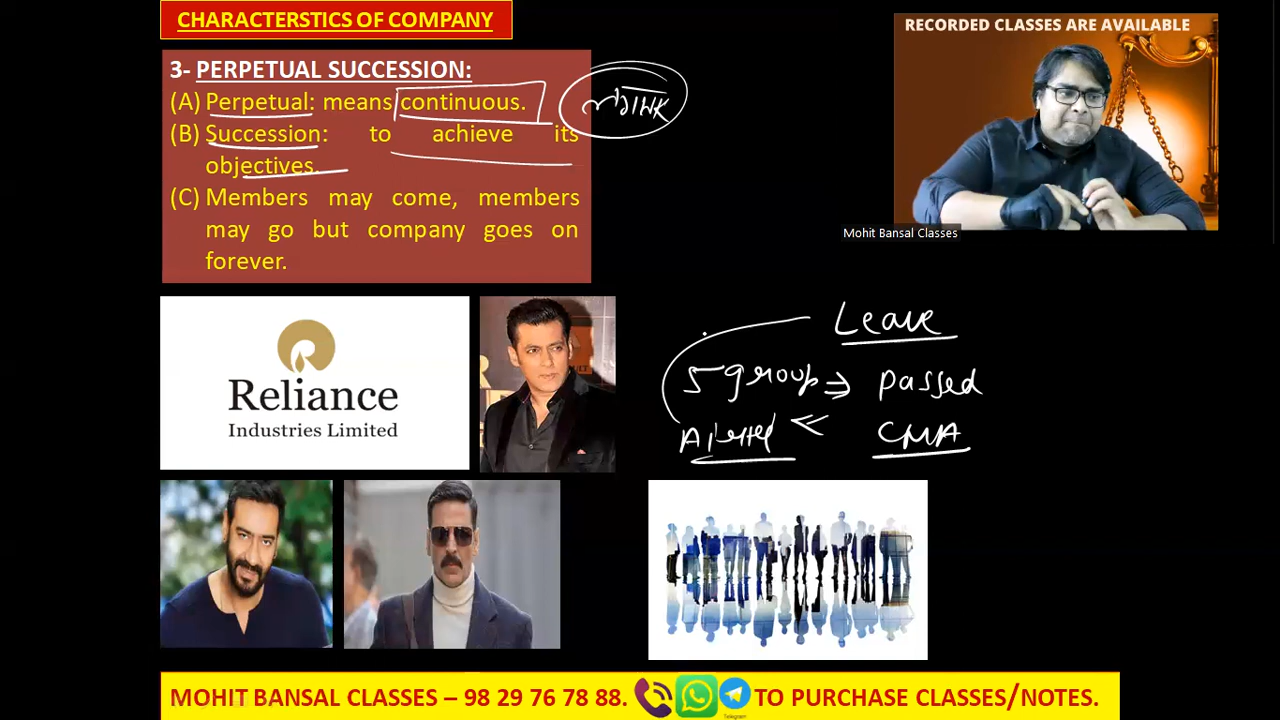 CHARACTERSTICS OF COMPANY
RECORDED CLASSES ARE AVAILABLE
3- PERPETUAL SUCCESSION:
(A) Perpetual: means continuous.
(B) Succession: to achieve its
objectives.
(C) Members may come, members
may go but company goes on
forever.
Mohit Bansal Classes
Reliance
Industries Limited
Leave
5 group ⇒ passed
CMA
MOHIT BANSAL CLASSES – 98 29 76 78 88. TO PURCHASE CLASSES/NOTES.
Telegram